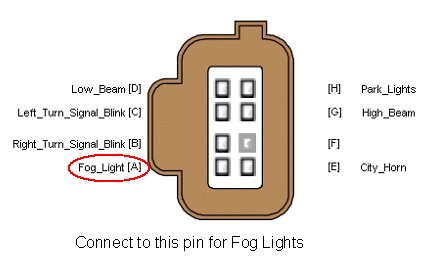 Low_Beam [D]
[H] Park_Lights
Left_Turn_Signal_Blink [C]
[G] High_Beam
Right_Turn_Signal_Blink [B]
[F]
Fog_Light [A]
[E] City_Horn
Connect to this pin for Fog Lights